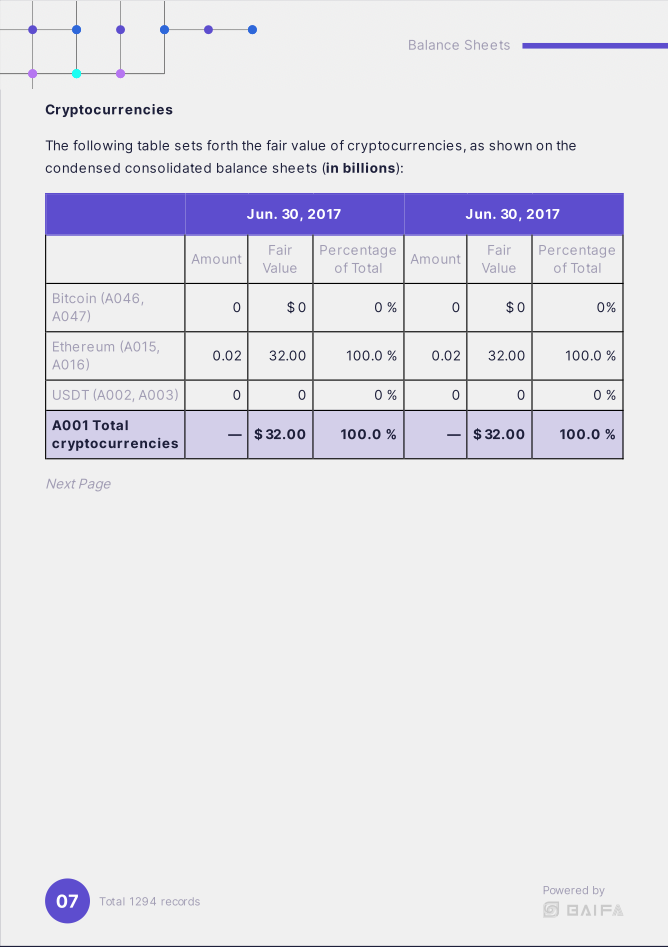 Balance Sheets
Cryptocurrencies
The following table sets forth the fair value of cryptocurrencies, as shown on the
condensed consolidated balance sheets (in billions):
Jun. 30, 2017 Jun. 30, 2017
Amount Fair Value Percentage of Total Amount Fair Value Percentage of Total
Bitcoin (A046, A047) 0 $ 0 0 % 0 $ 0 0%
Ethereum (A015, A016) 0.02 32.00 100.0 % 0.02 32.00 100.0 %
USDT (A002, A003) 0 0 0 % 0 0 0 %
A001 Total cryptocurrencies — $ 32.00 100.0 % — $ 32.00 100.0 %
Next Page
07 Total 1294 records
Powered by
BAIFA